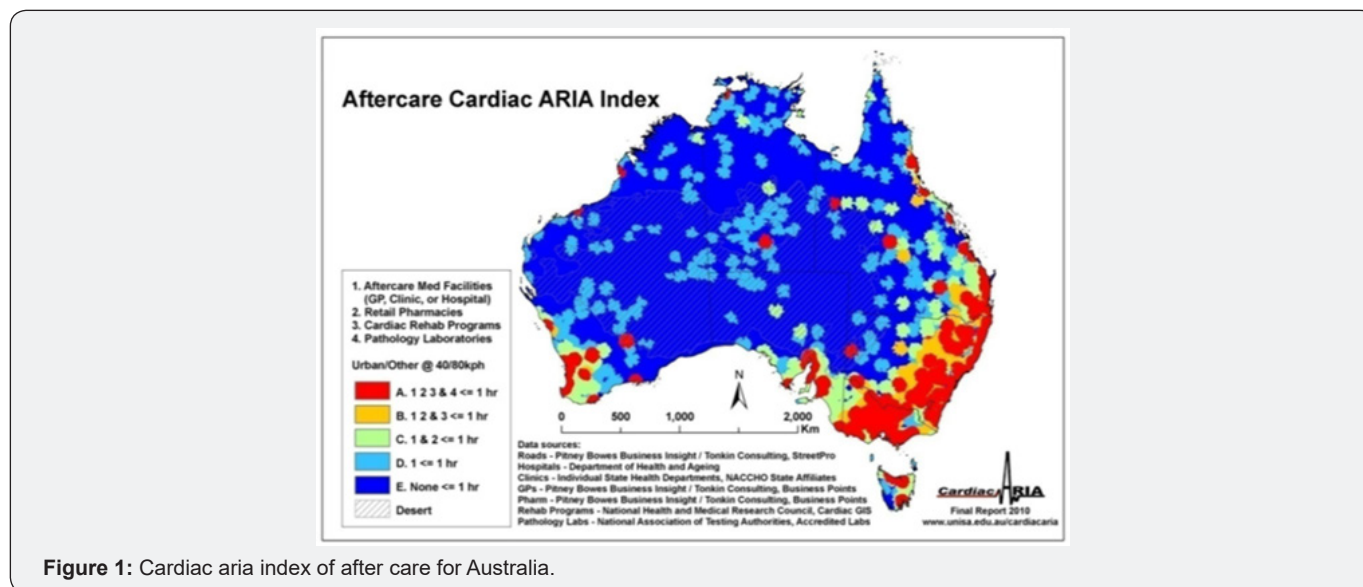 Aftercare Cardiac ARIA Index
1. Aftercare Med Facilities
(GP, Clinic, or Hospital)
2. Retail Pharmacies
3. Cardiac Rehab Programs
4. Pathology Laboratories
Urban/Other @ 40/80kph
A. 1 2 3 & 4 <= 1 hr
B. 1 2 & 3 <= 1 hr
C. 1 & 2 <= 1 hr
D. 1 <= 1 hr
E. None <= 1 hr
Desert
N
0 500 1,000 2,000
Km
Data sources:
Roads - Pitney Bowes Business Insight / Tonkin Consulting, StreetPro
Hospitals - Department of Health and Ageing
Clinics - Individual State Health Departments, NACCHO State Affiliates
GPs - Pitney Bowes Business Insight / Tonkin Consulting, Business Points
Pharm - Pitney Bowes Business Insight / Tonkin Consulting, Business Points
Rehab Programs - National Health and Medical Research Council, Cardiac GIS
Pathology Labs - National Association of Testing Authorities, Accredited Labs
Cardiac ARIA
Final Report 2010
www.unisa.edu.au/cardiacaria
Figure 1: Cardiac aria index of after care for Australia.